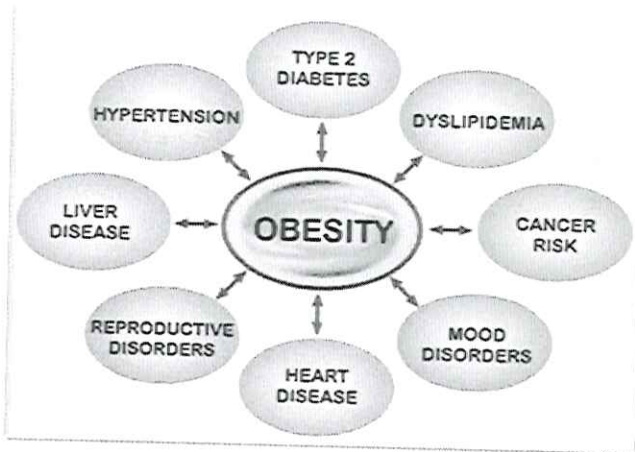 TYPE 2
DIABETES
HYPERTENSION
DYSLIPIDEMIA
LIVER
DISEASE
OBESITY
CANCER
RISK
REPRODUCTIVE
DISORDERS
MOOD
DISORDERS
HEART
DISEASE